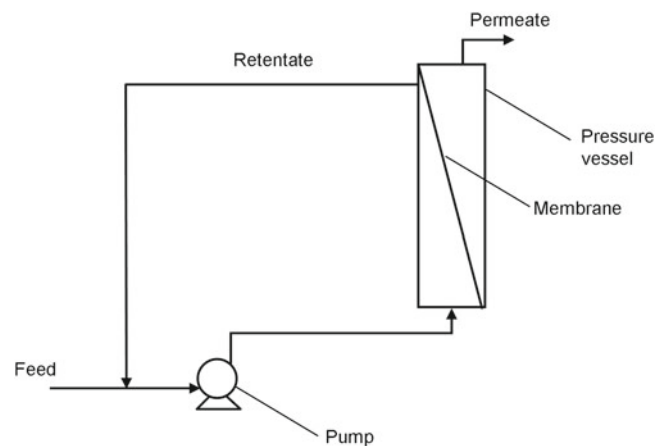 Permeate
Retentate
Pressure
vessel
Membrane
Feed
Pump